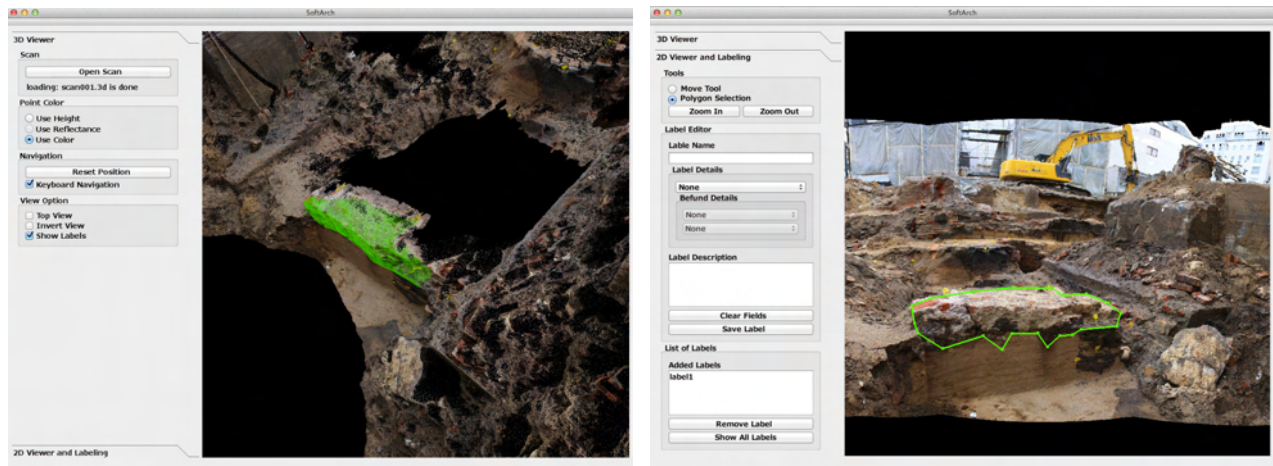 SoftArch
3D Viewer
Scan
Open Scan
loading: scan001.3d is done
Point Color
Use Height
Use Reflectance
Use Color
Navigation
Reset Position
Keyboard Navigation
View Option
Top View
Invert View
Show Labels
2D Viewer and Labeling
SoftArch
3D Viewer
2D Viewer and Labeling
Tools
Move Tool
Polygon Selection
Zoom In Zoom Out
Label Editor
Lable Name
Label Details
None
Befund Details
None
None
Label Description
Clear Fields
Save Label
List of Labels
Added Labels
label1
Remove Label
Show All Labels